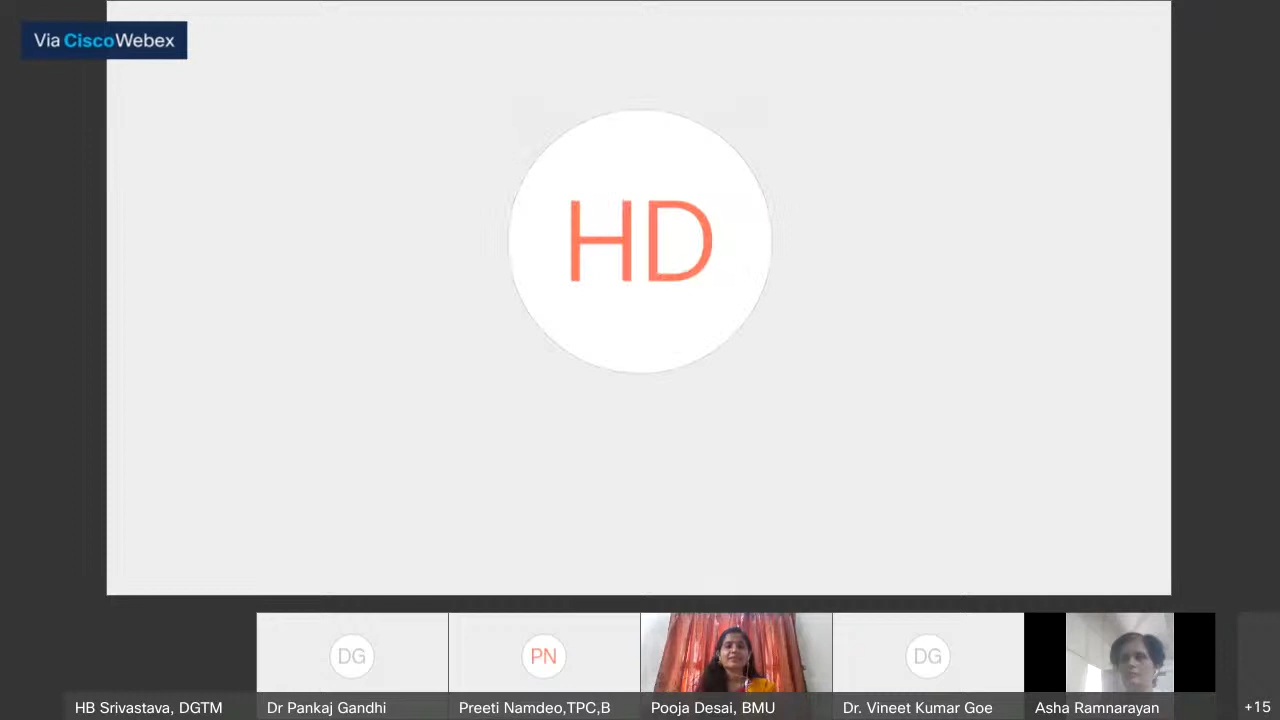 Via CiscoWebex
HD
DG
PN
DG
HB Srivastava, DGTM
Dr Pankaj Gandhi
Preeti Namdeo,TPC,B
Pooja Desai, BMU
Dr. Vineet Kumar Goe
Asha Ramnarayan
+15